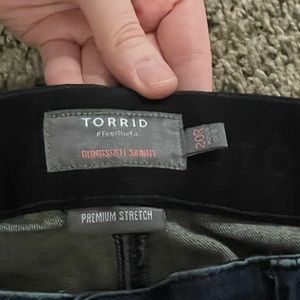 TORRID
#FeelTheFit
BOMBSHELL SKINNY
20R
PREMIUM STRETCH